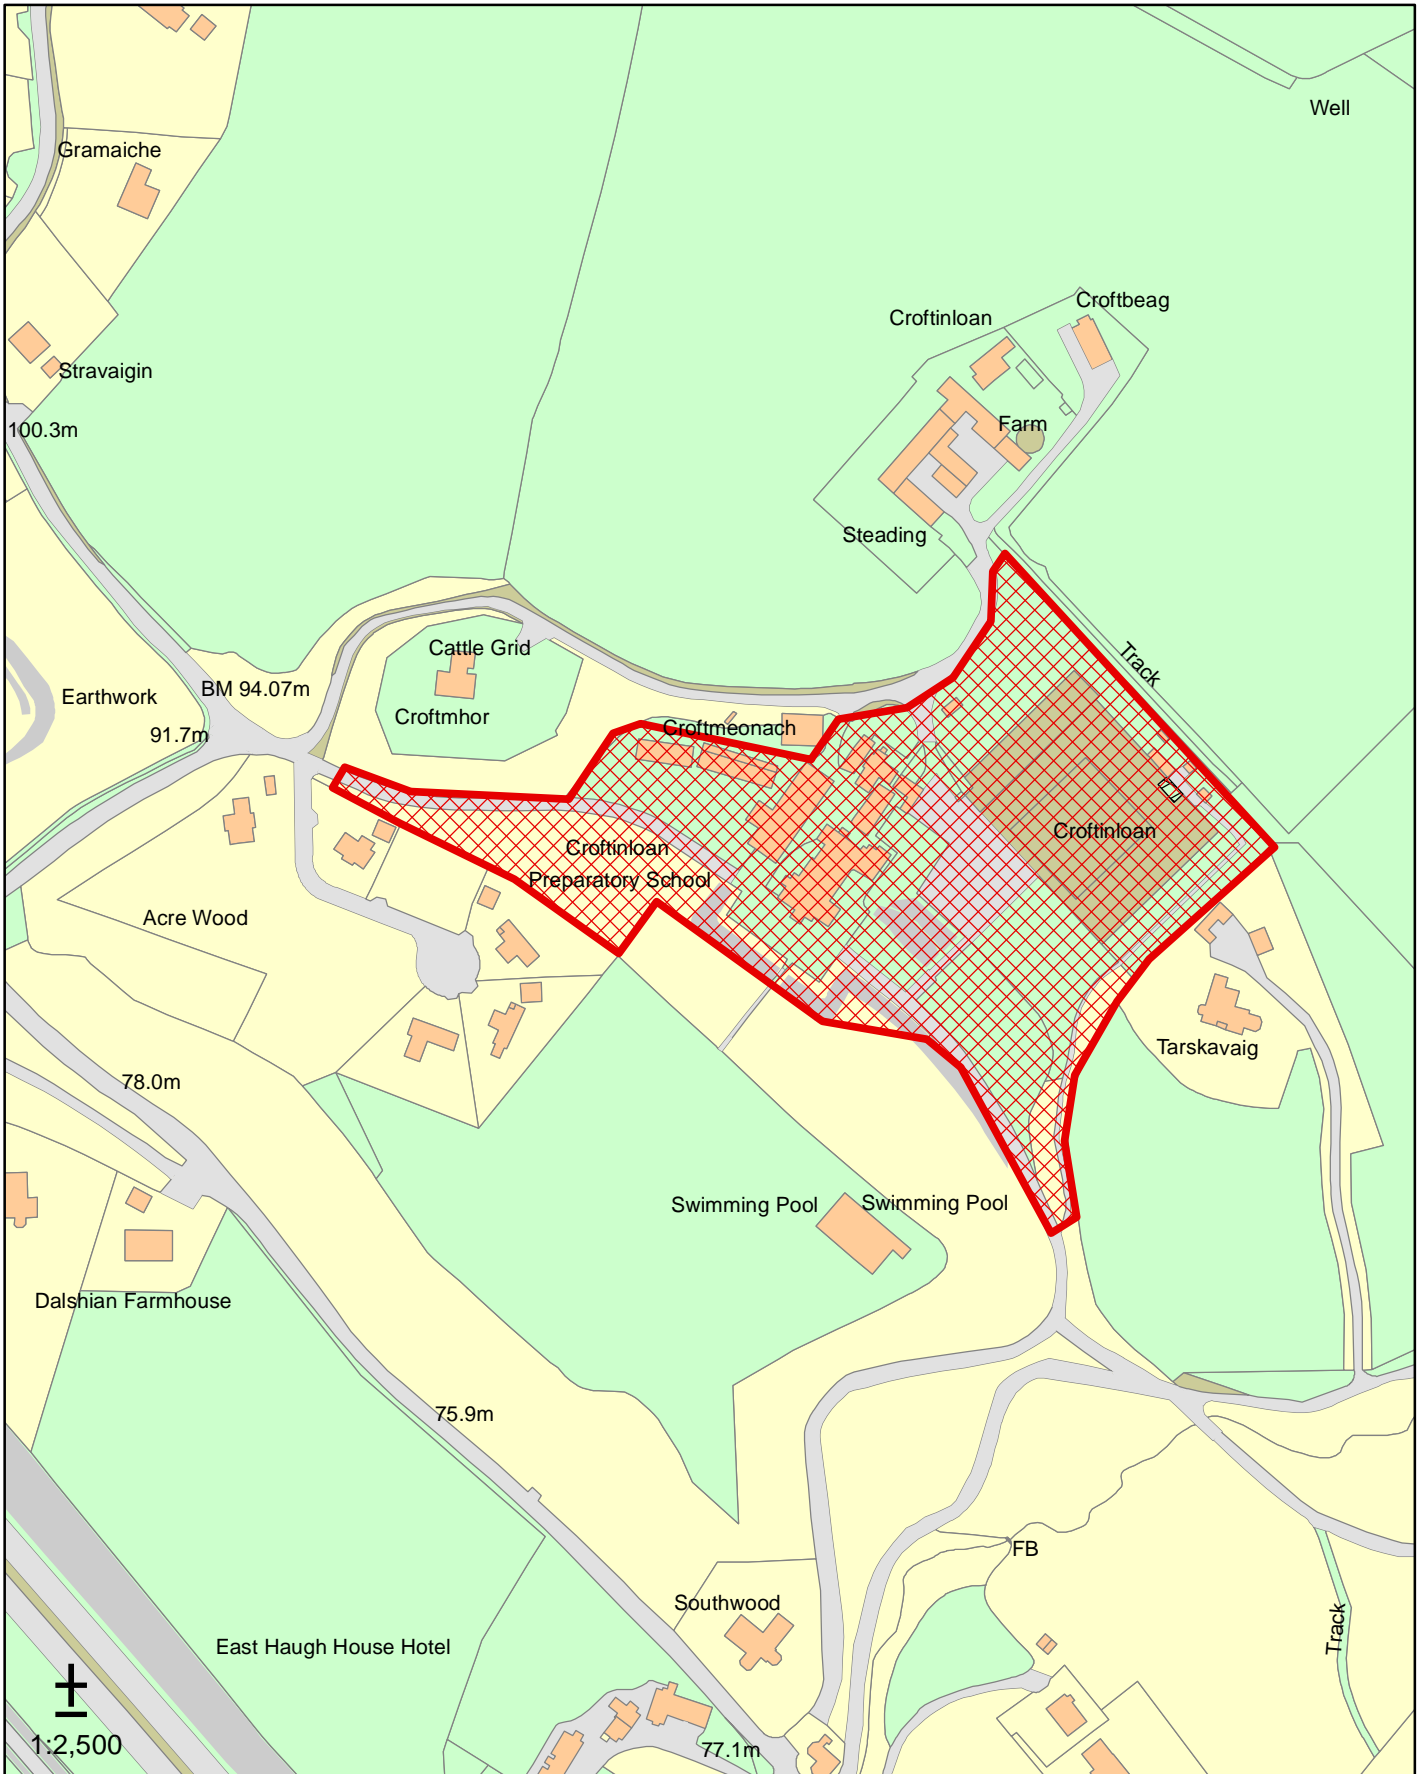 Well
Gramaiche
Croftbeag
Croftinloan
Stravaigin
Farm
100.3m
Steading
Cattle Grid
Track
BM 94.07m
Earthwork
Croftmhor
Croftmeonach
91.7m
Croftinloan
Croftinloan
Preparatory School
Acre Wood
Tarskavaig
78.0m
Swimming Pool
Swimming Pool
Dalshian Farmhouse
75.9m
FB
Southwood
Track
East Haugh House Hotel
1:2,500
77.1m